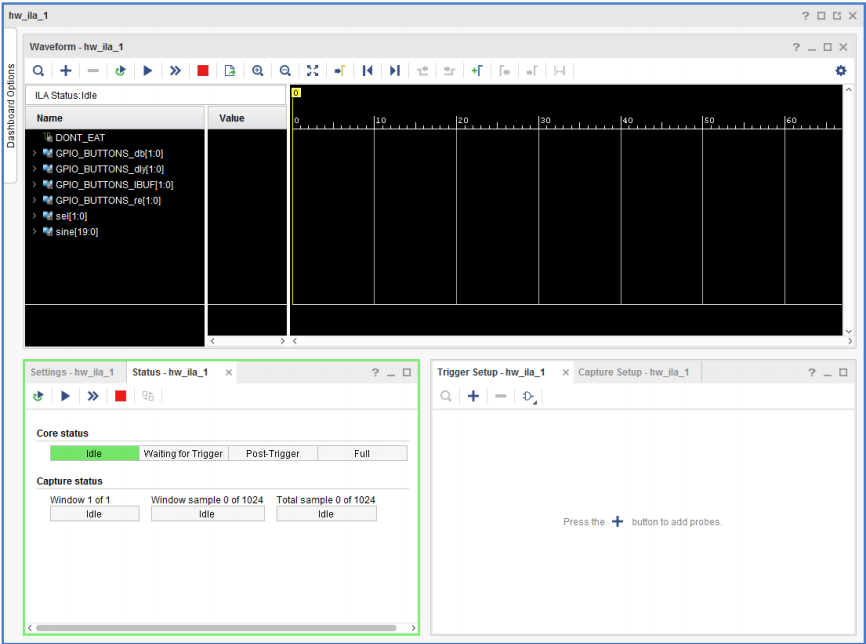 hw_ila_1
Dashboard Options
Waveform - hw_ila_1
ILA Status:Idle
Name Value
0
0 10 20 30 40 50 60
DONT_EAT
GPIO_BUTTONS_db[1:0]
GPIO_BUTTONS_dly[1:0]
GPIO_BUTTONS_IBUF[1:0]
GPIO_BUTTONS_re[1:0]
sel[1:0]
sine[19:0]
Settings - hw_ila_1 Status - hw_ila_1
Core status
Idle Waiting for Trigger Post-Trigger Full
Capture status
Window 1 of 1 Window sample 0 of 1024 Total sample 0 of 1024
Idle Idle Idle
Trigger Setup - hw_ila_1 Capture Setup - hw_ila_1
Press the + button to add probes.